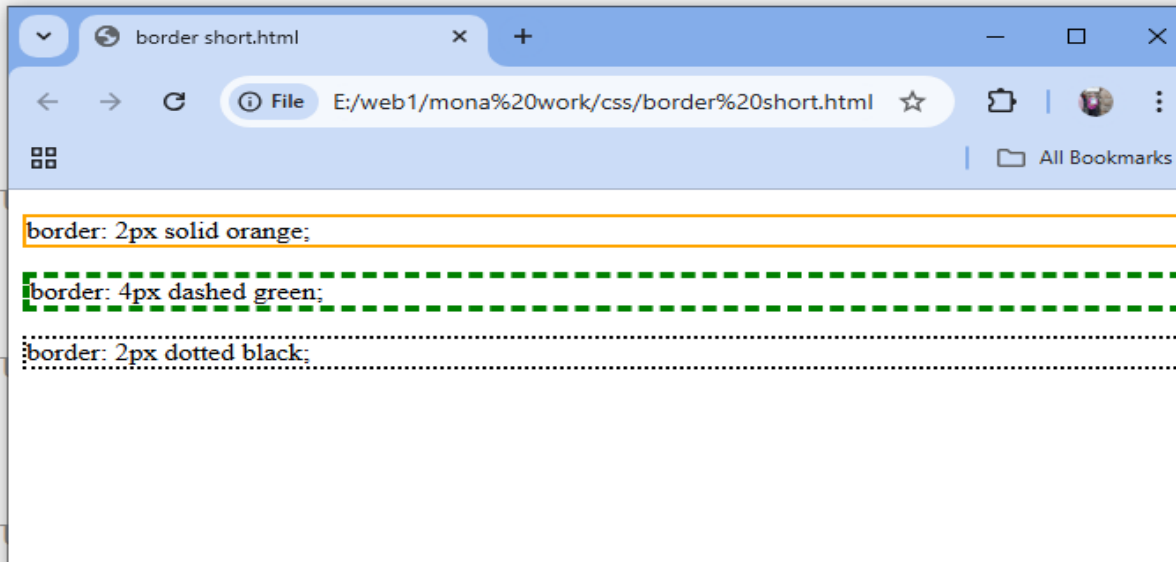 border short.html
File E:/web1/mona%20work/css/border%20short.html
All Bookmarks
border: 2px solid orange;
border: 4px dashed green;
border: 2px dotted black;